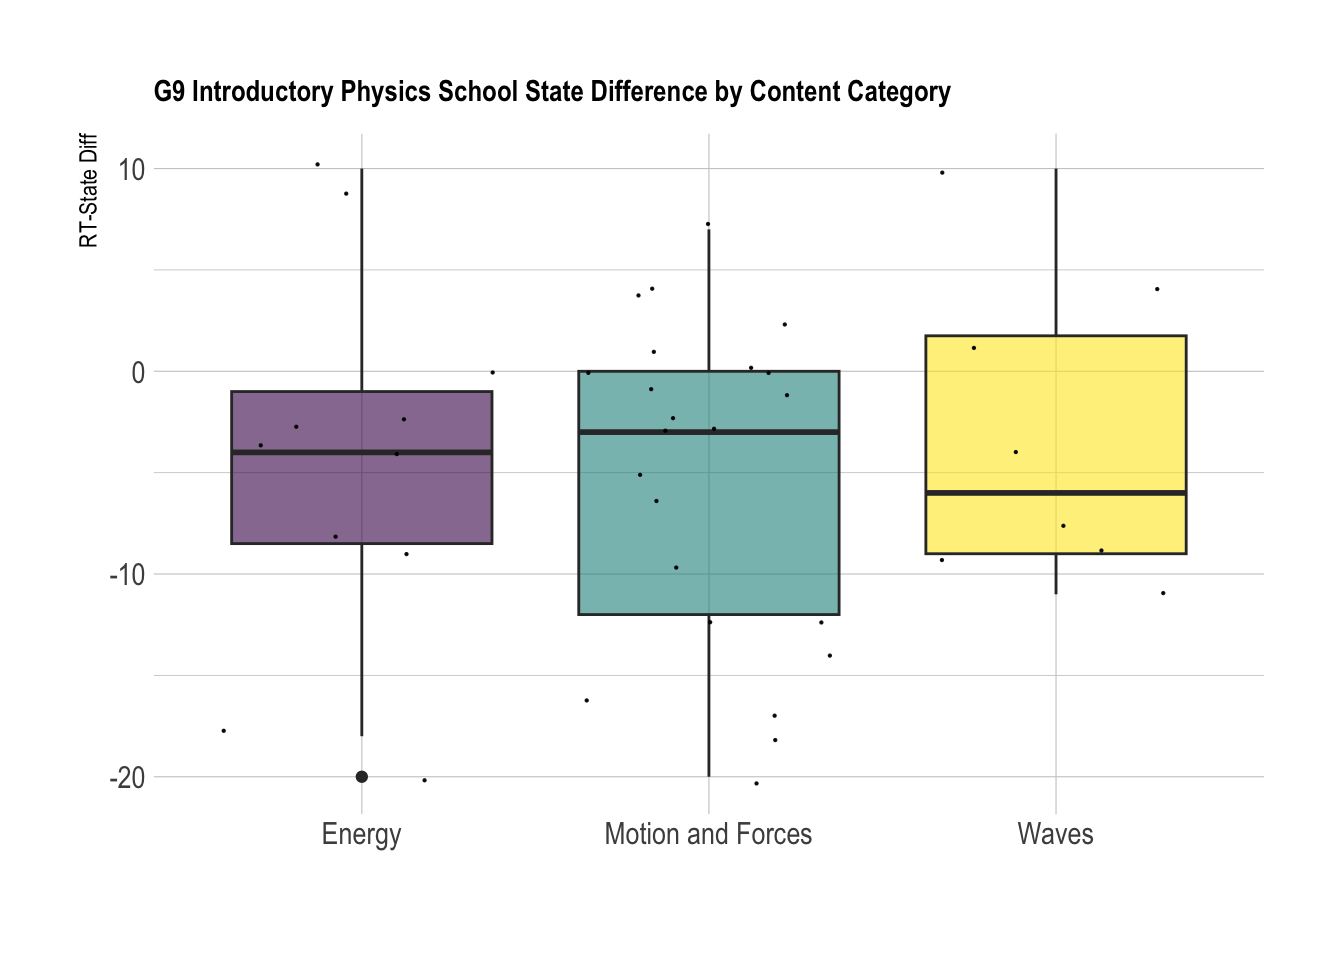 G9 Introductory Physics School State Difference by Content Category
RT-State Diff
10
0
-10
-20
Energy
Motion and Forces
Waves